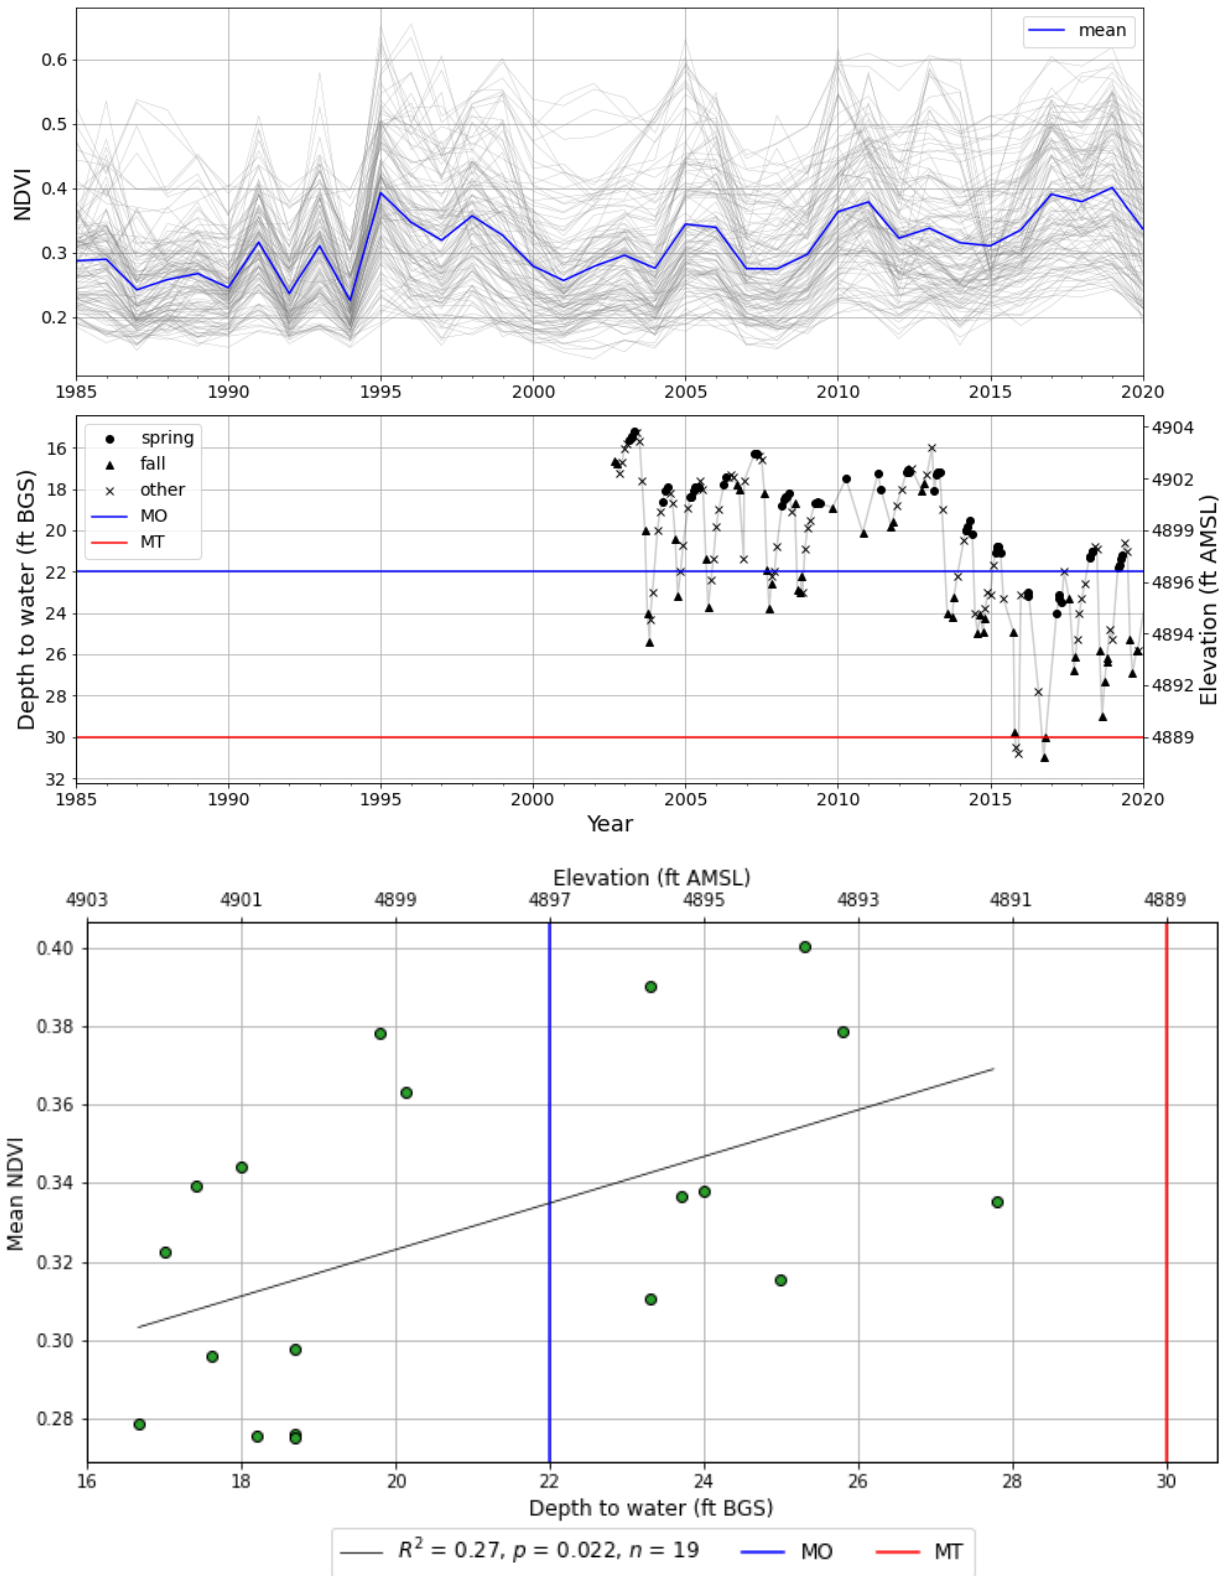 mean
0.6
0.5
0.4
0.3
0.2
NDVI
1985 1990 1995 2000 2005 2010 2015 2020
spring
fall
other
MO
MT
16
18
20
22
24
26
28
30
32
Depth to water (ft BGS)
4904
4902
4899
4896
4894
4892
4889
Elevation (ft AMSL)
1985 1990 1995 2000 2005 2010 2015 2020
Year
Elevation (ft AMSL)
4903 4901 4899 4897 4895 4893 4891 4889
0.40
0.38
0.36
0.34
0.32
0.30
0.28
Mean NDVI
16 18 20 22 24 26 28 30
Depth to water (ft BGS)
R² = 0.27, p = 0.022, n = 19 MO MT